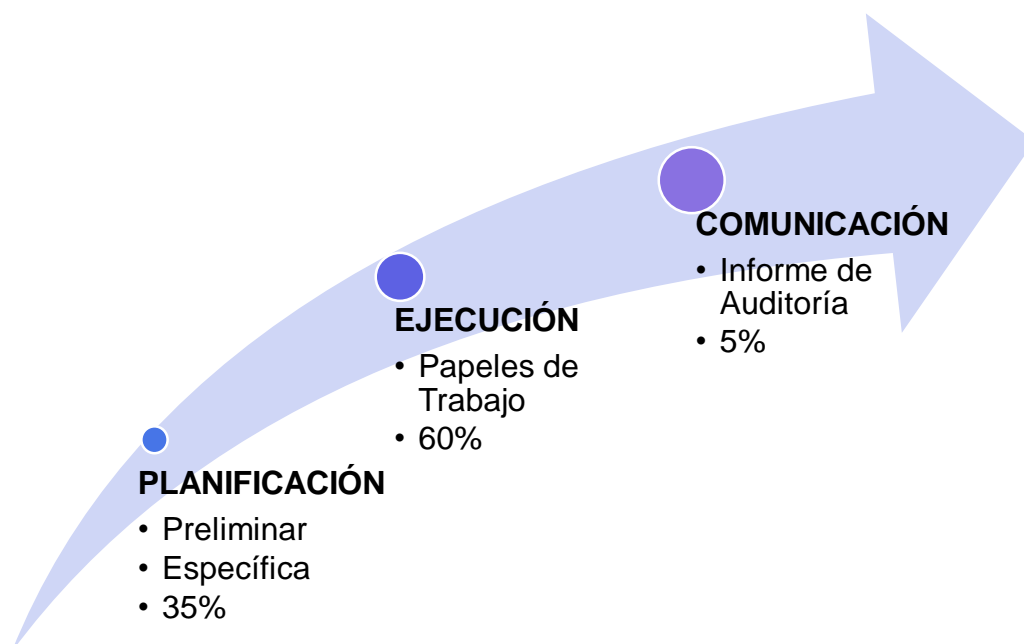 PLANIFICACIÓN
• Preliminar
• Específica
• 35%
EJECUCIÓN
• Papeles de
Trabajo
• 60%
COMUNICACIÓN
• Informe de
Auditoría
• 5%